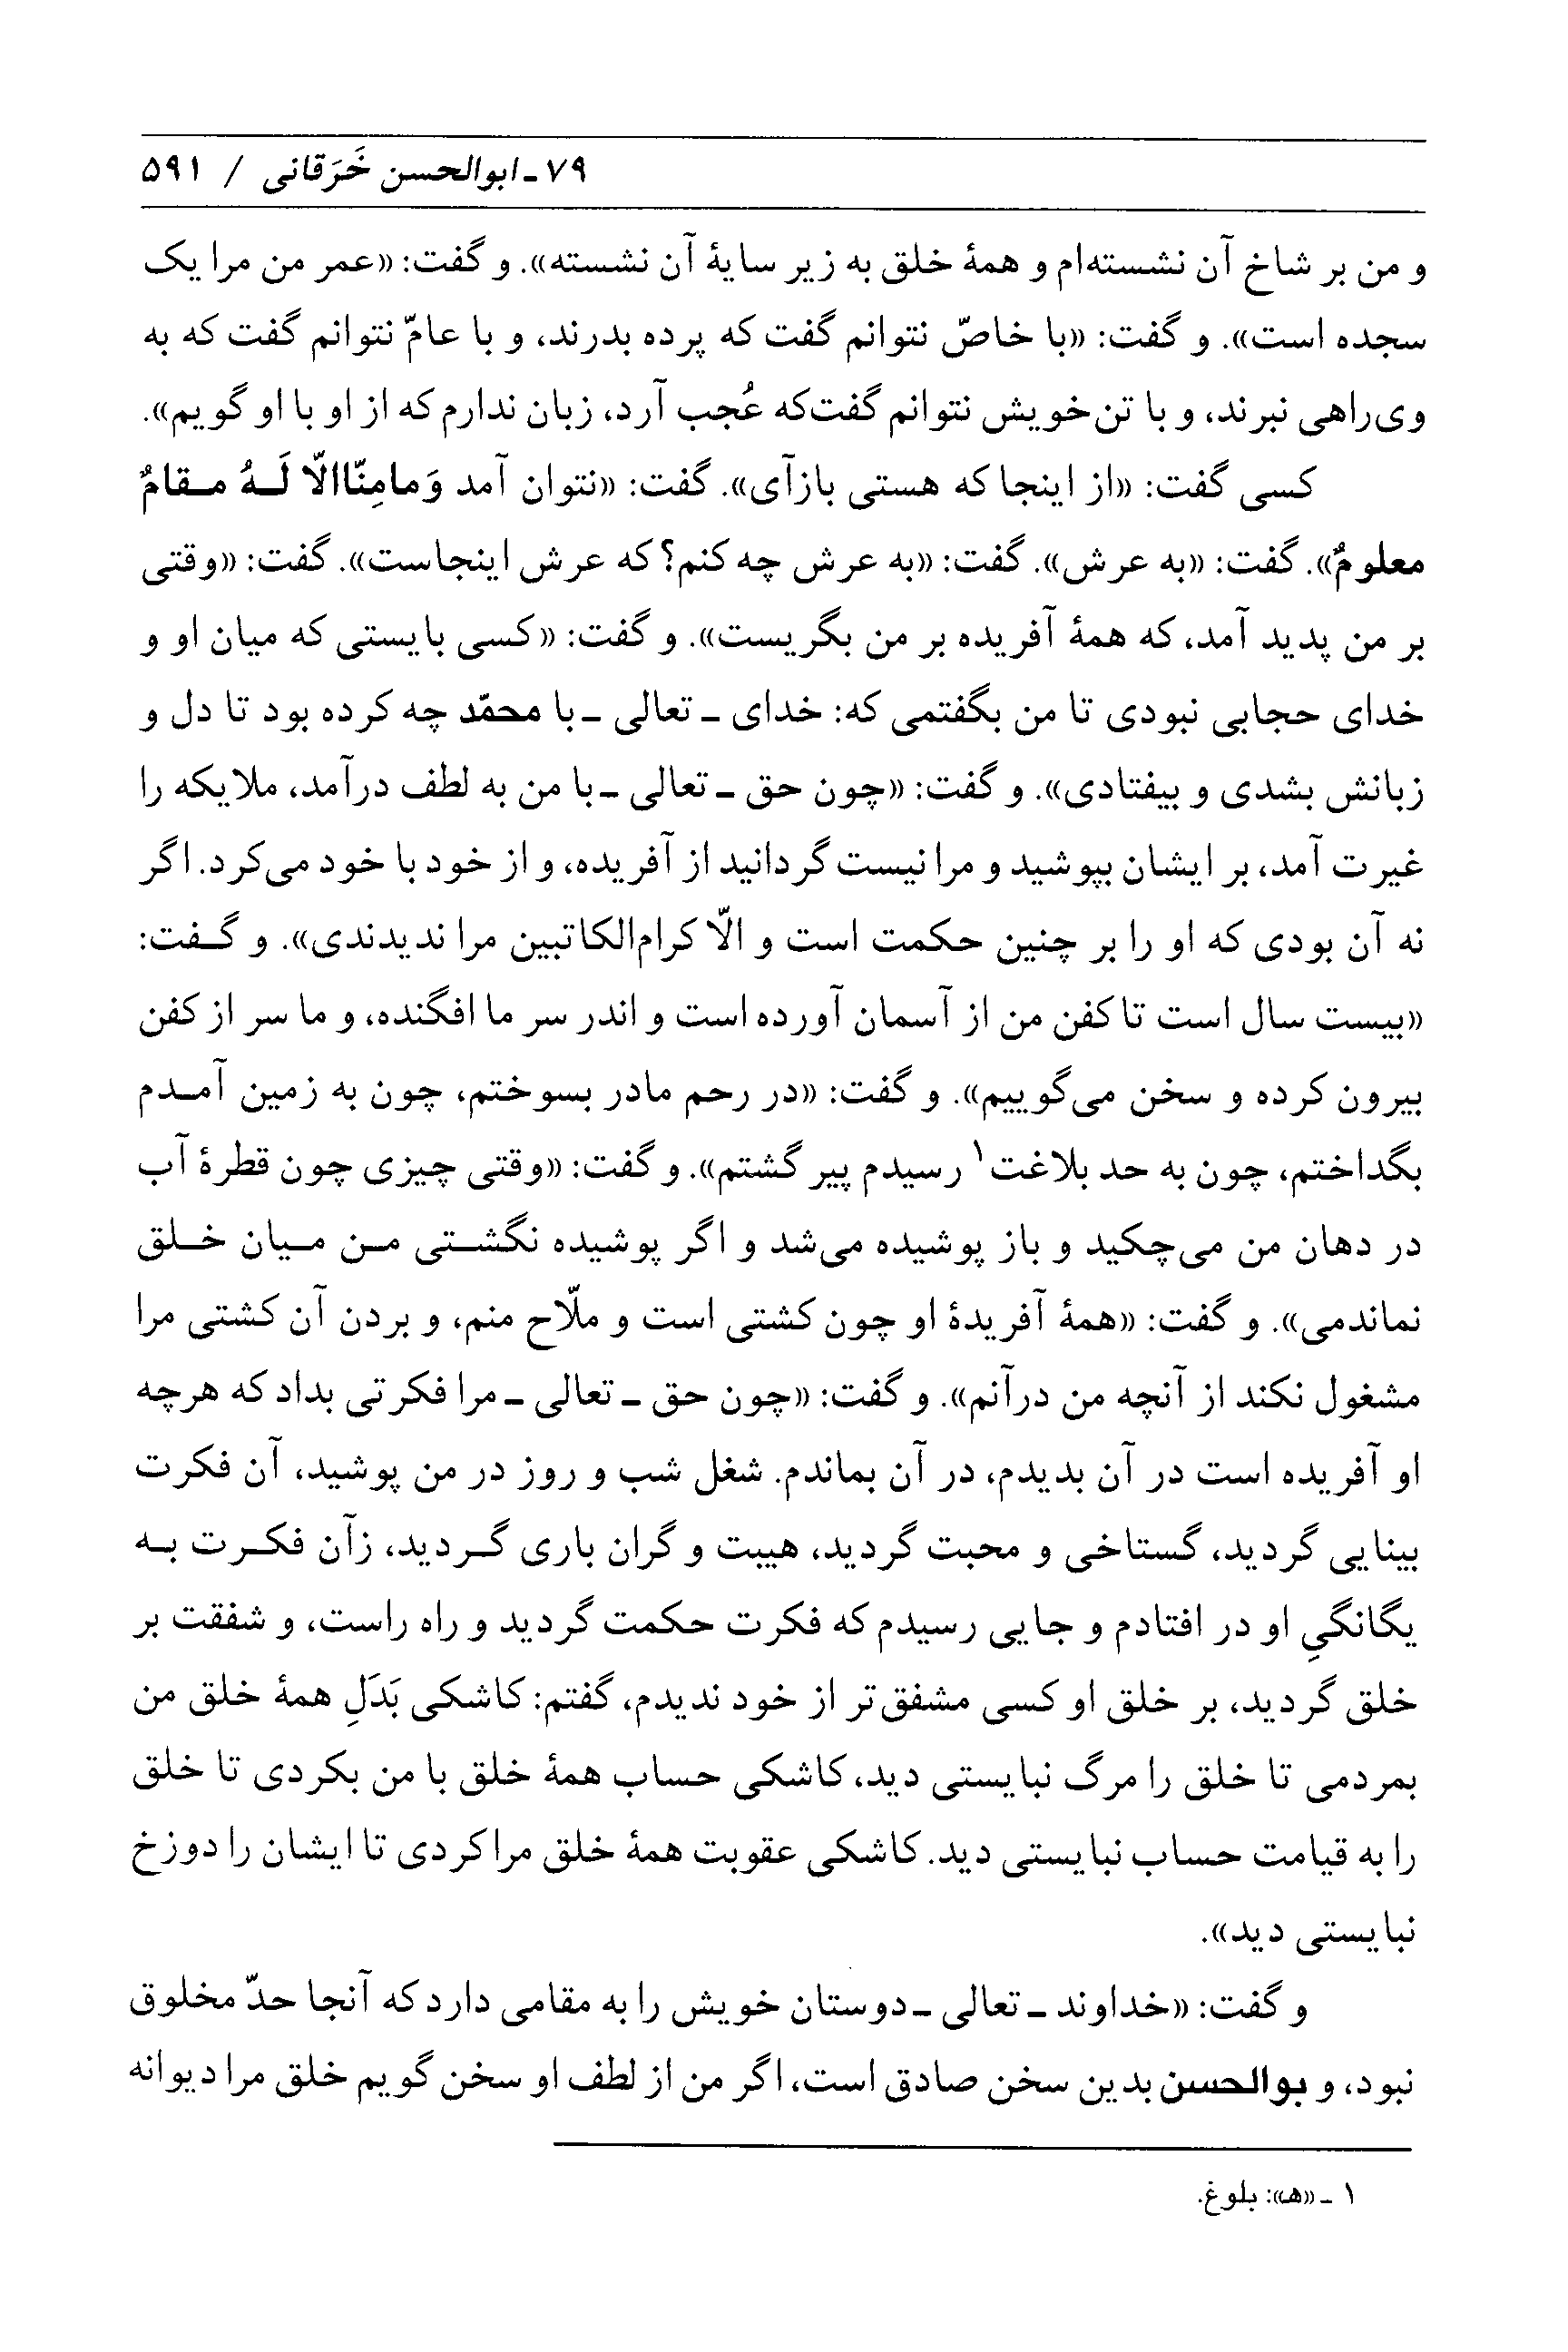 ۷۹ـ ابوالحسن خَرَقانی / ۵۹۱
و من بر شاخ آن نشسته‌ام و همهٔ خلق به زیر سایهٔ آن نشسته». و گفت: «عمر من مرا یک
سجده است». و گفت: «با خاصّ نتوانم گفت که پرده بدرند، و با عامّ نتوانم گفت که به
وی راهی نبرند، و با تن خویش نتوانم گفت که عُجب آرد، زبان ندارم که از او با او گویم».
کسی گفت: «از اینجا که هستی بازآی». گفت: «نتوان آمد وَ مامِنّاالّا لَـهُ مـقامٌ
معلومٌ». گفت: «به عرش». گفت: «به عرش چه کنم؟ که عرش اینجاست». گفت: «وقتی
بر من پدید آمد، که همهٔ آفریده بر من بگریست». و گفت: «کسی بایستی که میان او و
خدای حجابی نبودی تا من بگفتمی که: خدای ـ تعالی ـ با محمّد چه کرده بود تا دل و
زبانش بشدی و بیفتادی». و گفت: «چون حق ـ تعالی ـ با من به لطف درآمد، ملایکه را
غیرت آمد، بر ایشان بپوشید و مرا نیست گردانید از آفریده، و از خود با خود می‌کرد. اگر
نه آن بودی که او را بر چنین حکمت است و الّا کرام‌الکاتبین مرا ندیدندی». و گـفت:
«بیست سال است تا کفن من از آسمان آورده است و اندر سر ما افگنده، و ما سر از کفن
بیرون کرده و سخن می‌گوییم». و گفت: «در رحم مادر بسوختم، چون به زمین آمـدم
بگداختم، چون به حد بلاغت۱ رسیدم پیر گشتم». و گفت: «وقتی چیزی چون قطرهٔ آب
در دهان من می‌چکید و باز پوشیده می‌شد و اگر پوشیده نگشـتی مـن مـیان خـلق
نماندمی». و گفت: «همهٔ آفریدهٔ او چون کشتی است و ملّاح منم، و بردن آن کشتی مرا
مشغول نکند از آنچه من درآنم». و گفت: «چون حق ـ تعالی ـ مرا فکرتی بداد که هرچه
او آفریده است در آن بدیدم، در آن بماندم. شغل شب و روز در من پوشید، آن فکرت
بینایی گردید، گستاخی و محبت گردید، هیبت و گران باری گـردید، زآن فکـرت بـه
یگانگیِ او در افتادم و جایی رسیدم که فکرت حکمت گردید و راه راست، و شفقت بر
خلق گردید، بر خلق او کسی مشفق‌تر از خود ندیدم، گفتم: کاشکی بَدَلِ همهٔ خلق من
بمردمی تا خلق را مرگ نبایستی دید، کاشکی حساب همهٔ خلق با من بکردی تا خلق
را به قیامت حساب نبایستی دید. کاشکی عقوبت همهٔ خلق مرا کردی تا ایشان را دوزخ
نبایستی دید».
و گفت: «خداوند ـ تعالی ـ دوستان خویش را به مقامی دارد که آنجا حدّ مخلوق
نبود، و بوالحسن بدین سخن صادق است، اگر من از لطف او سخن گویم خلق مرا دیوانه
۱ ـ «هـ»: بلوغ.